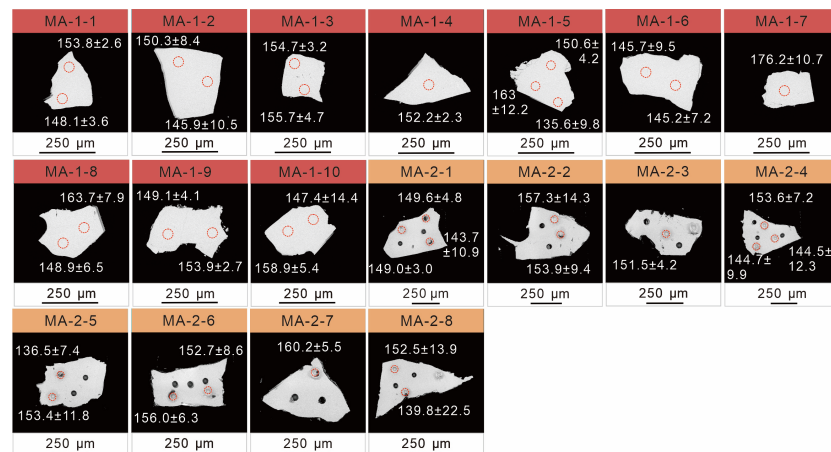 MA-1-1
MA-1-2
MA-1-3
MA-1-4
MA-1-5
MA-1-6
MA-1-7
153.8±2.6
148.1±3.6
150.3±8.4
145.9±10.5
154.7±3.2
155.7±4.7
152.2±2.3
150.6±
4.2
163
±12.2
135.6±9.8
145.7±9.5
145.2±7.2
176.2±10.7
250 µm
250 µm
250 µm
250 µm
250 µm
250 µm
250 µm
MA-1-8
MA-1-9
MA-1-10
MA-2-1
MA-2-2
MA-2-3
MA-2-4
163.7±7.9
148.9±6.5
149.1±4.1
153.9±2.7
147.4±14.4
158.9±5.4
149.6±4.8
143.7
±10.9
149.0±3.0
157.3±14.3
153.9±9.4
151.5±4.2
153.6±7.2
144.7±
9.9
144.5±
12.3
250 µm
250 µm
250 µm
250 µm
250 µm
250 µm
250 µm
MA-2-5
MA-2-6
MA-2-7
MA-2-8
136.5±7.4
153.4±11.8
152.7±8.6
156.0±6.3
160.2±5.5
152.5±13.9
139.8±22.5
250 µm
250 µm
250 µm
250 µm